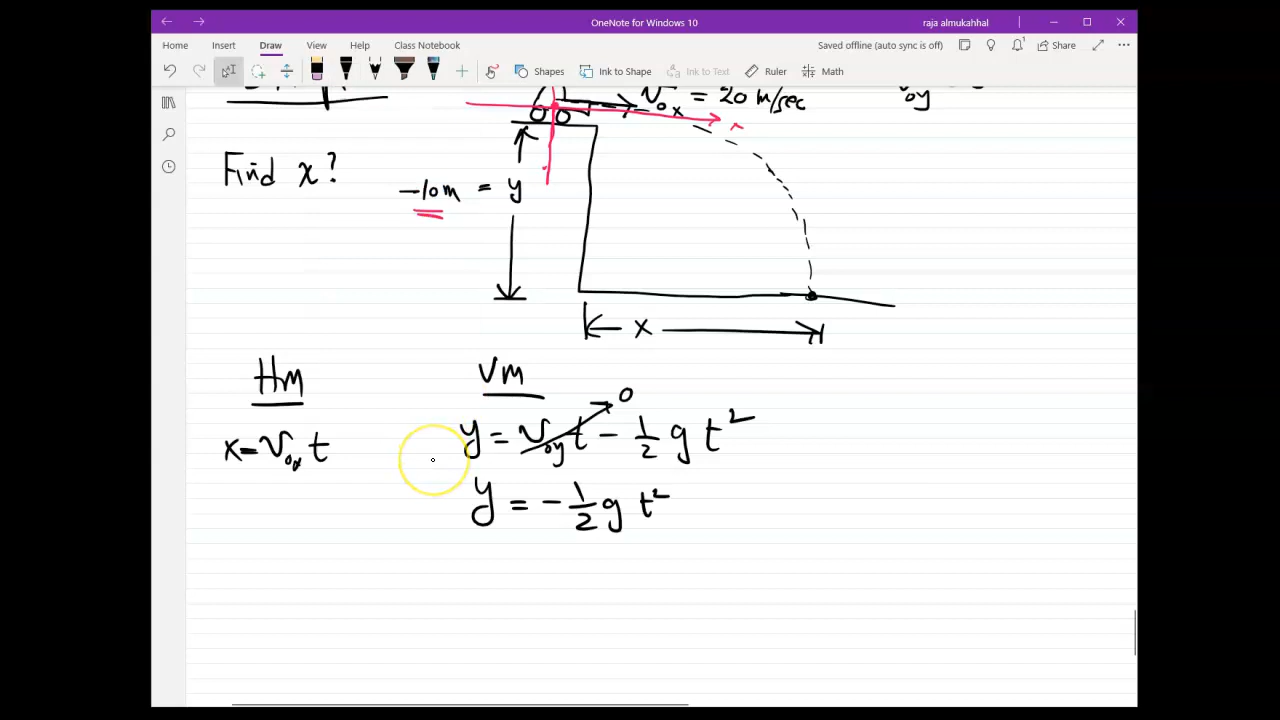 OneNote for Windows 10
raja almukahhal
Home Insert Draw View Help Class Notebook
Saved offline (auto sync is off) Share
Shapes Ink to Shape Ink to Text Ruler Math
V₀ₓ = 20 m/sec V₀y
x
Find x?
-10m = y
x
Hm
Vm
0
x = V₀ₓ t
y = V₀y t - 1/2 g t²
y = - 1/2 g t²